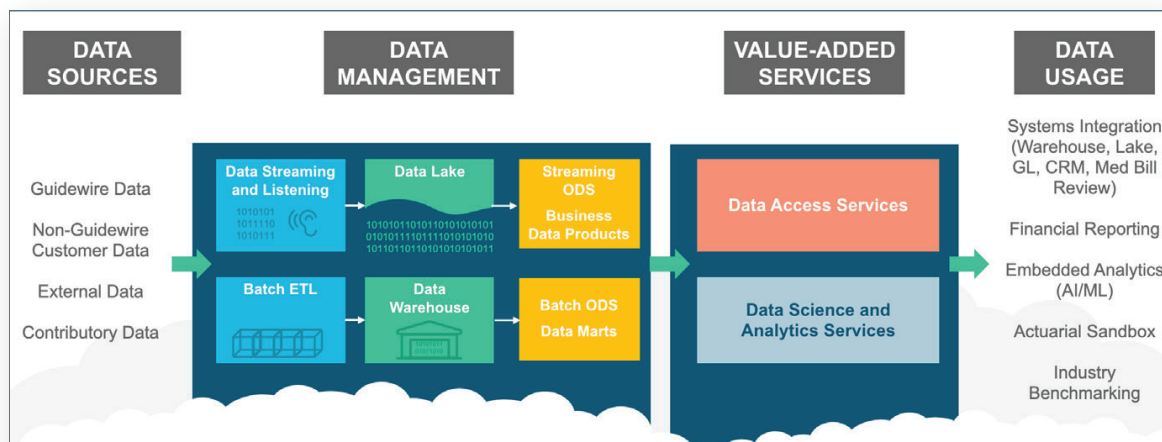 DATA
SOURCES
DATA
MANAGEMENT
VALUE-ADDED
SERVICES
DATA
USAGE
Guidewire Data
Non-Guidewire
Customer Data
External Data
Contributory Data
Data Streaming
and Listening
1010101
1011110
1010111
Data Lake
Streaming
ODS
Business
Data Products
Batch ETL
Data
Warehouse
Batch ODS
Data Marts
Data Access Services
Data Science and
Analytics Services
Systems Integration
(Warehouse, Lake,
GL, CRM, Med Bill
Review)
Financial Reporting
Embedded Analytics
(AI/ML)
Actuarial Sandbox
Industry
Benchmarking